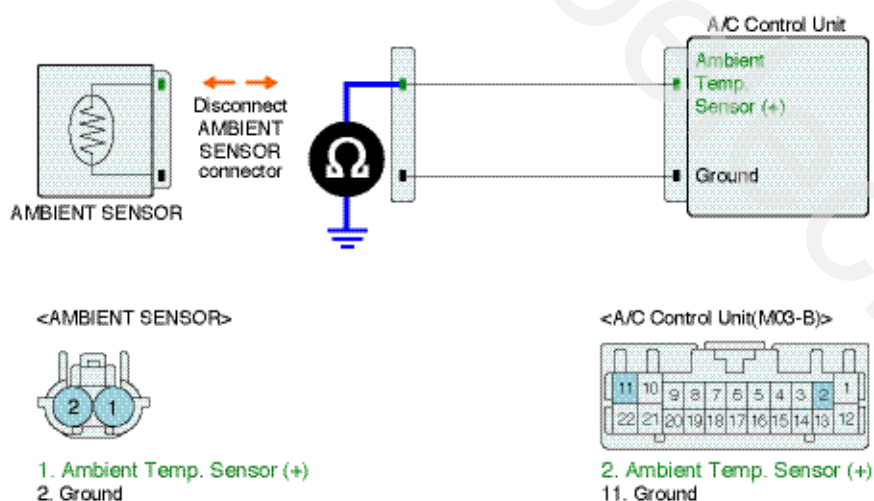 A/C Control Unit
Ambient
Temp.
Sensor (+)
Ground
Disconnect
AMBIENT
SENSOR
connector
Ω
AMBIENT SENSOR
<AMBIENT SENSOR>
2 1
1. Ambient Temp. Sensor (+)
2. Ground
<A/C Control Unit(M03-B)>
11 10 9 8 7 6 5 4 3 2 1
22 21 20 19 18 17 16 15 14 13 12
2. Ambient Temp. Sensor (+)
11. Ground